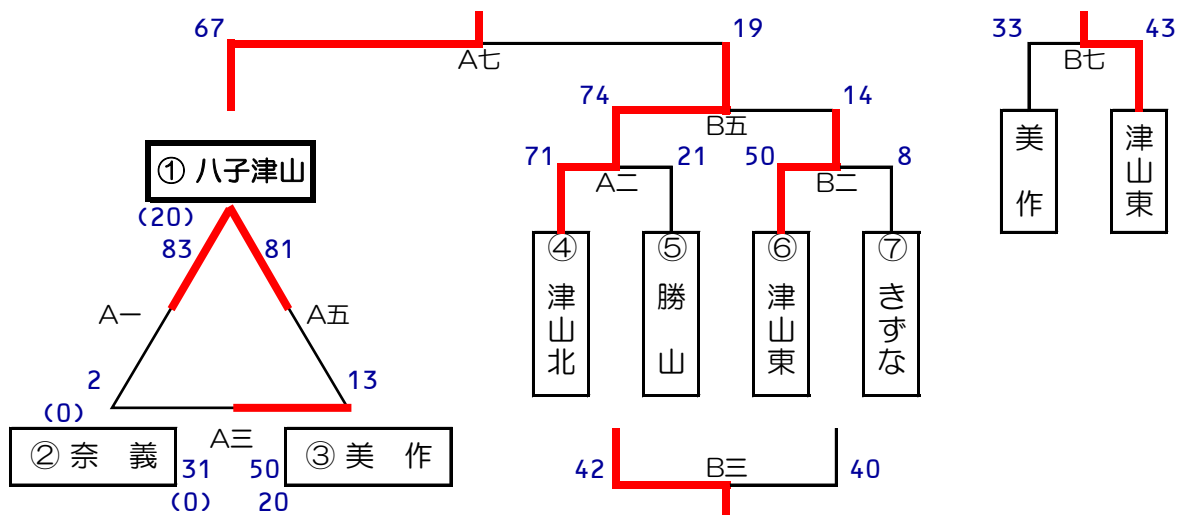 67
19
A七
33
43
B七
74
14
B五
71
21
50
8
A二
B二
美作
津山東
① 八子津山
(20)
83
81
A一
A五
2
13
(0)
④津山北
⑤勝山
⑥津山東
⑦きずな
② 奈 義
A三
③ 美 作
31
50
(0)
20
42
B三
40